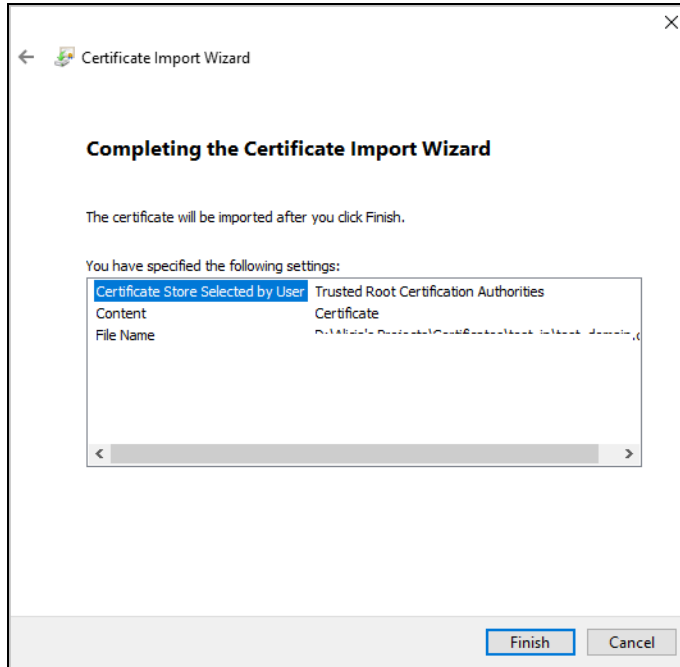 Certificate Import Wizard
Completing the Certificate Import Wizard
The certificate will be imported after you click Finish.
You have specified the following settings:
Certificate Store Selected by User Trusted Root Certification Authorities
Content Certificate
File Name
Finish Cancel